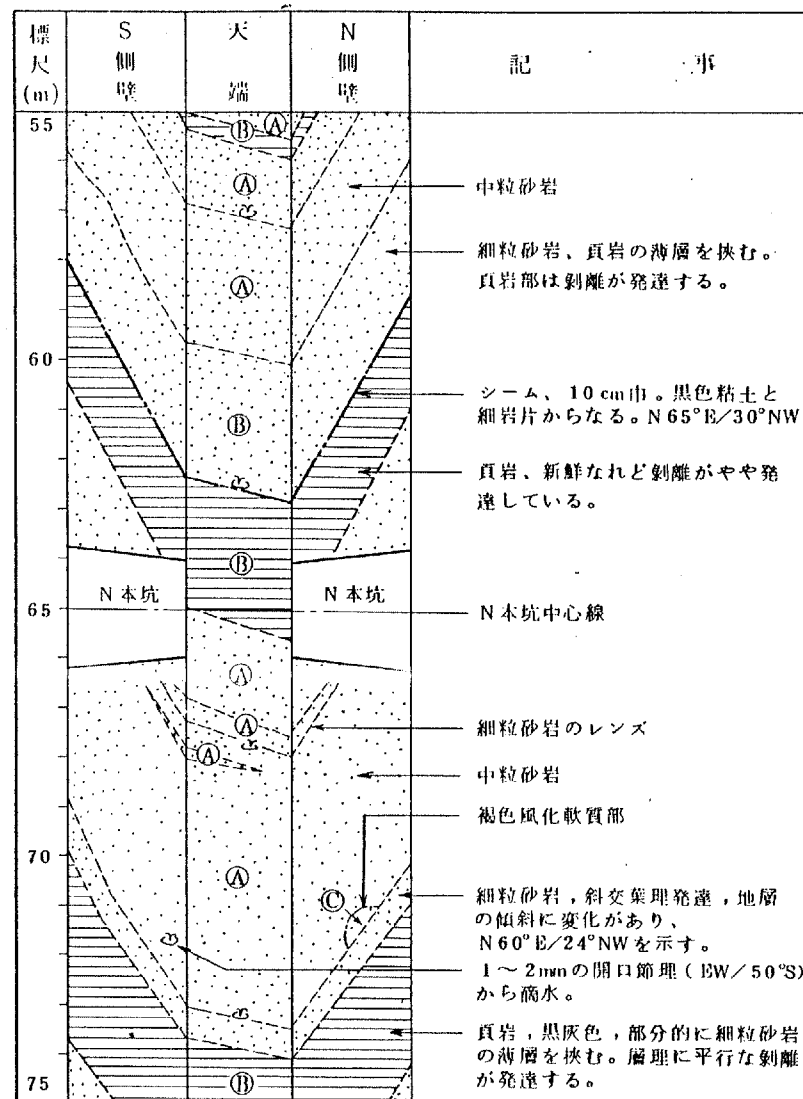 標尺(m)
S側壁
天端
N側壁
記事
55
Ⓐ
Ⓑ
Ⓐ
中粒砂岩
細粒砂岩、頁岩の薄層を挟む。
頁岩部は剝離が発達する。
Ⓐ
60
シーム、10cm巾。黒色粘土と
細岩片からなる。N65°E/30°NW
Ⓑ
頁岩、新鮮なれど剝離がやや発
達している。
Ⓑ
N本坑
N本坑
65
N本坑中心線
Ⓐ
Ⓐ
細粒砂岩のレンズ
Ⓐ
中粒砂岩
褐色風化軟質部
70
Ⓐ
Ⓒ
細粒砂岩,斜交葉理発達,地層
の傾斜に変化があり、
N60°E/24°NWを示す。
1~2mmの開口節理(EW/50°S)
から滴水。
頁岩,黒灰色,部分的に細粒砂岩
の薄層を挟む。層理に平行な剝離
が発達する。
75
Ⓑ